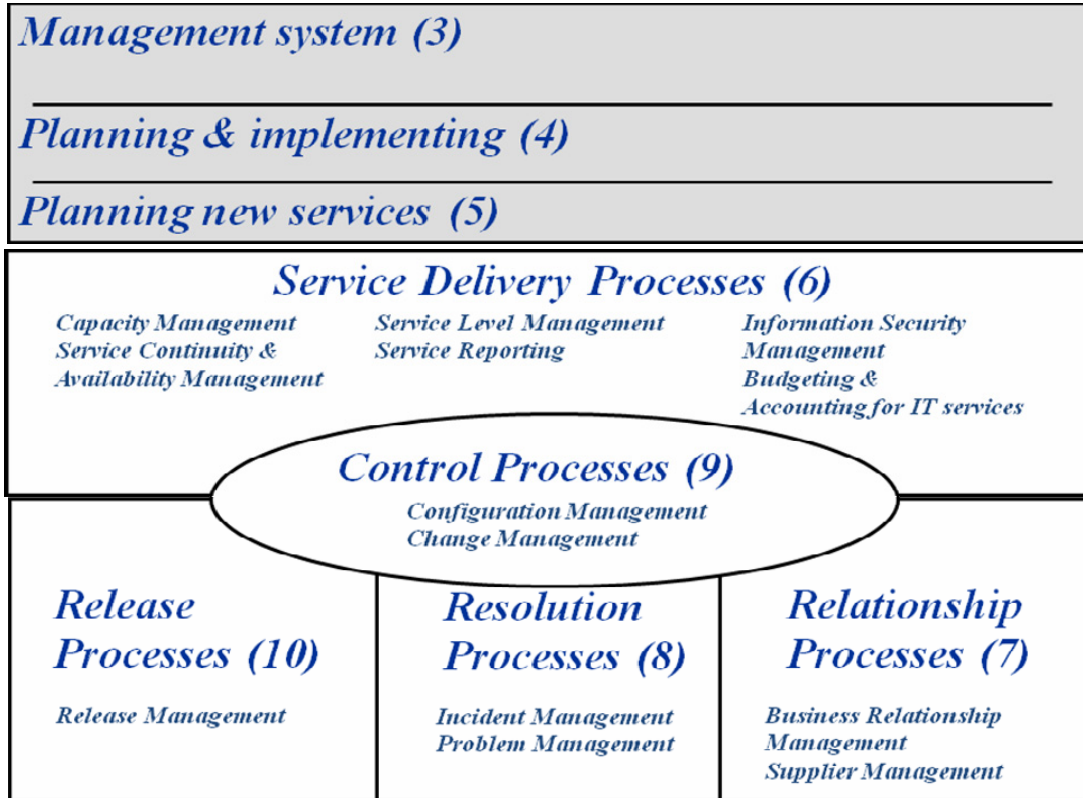 Management system (3)
Planning & implementing (4)
Planning new services (5)
Service Delivery Processes (6)
Capacity Management
Service Continuity &
Availability Management
Service Level Management
Service Reporting
Information Security
Management
Budgeting &
Accounting for IT services
Control Processes (9)
Configuration Management
Change Management
Release
Processes (10)
Release Management
Resolution
Processes (8)
Incident Management
Problem Management
Relationship
Processes (7)
Business Relationship
Management
Supplier Management